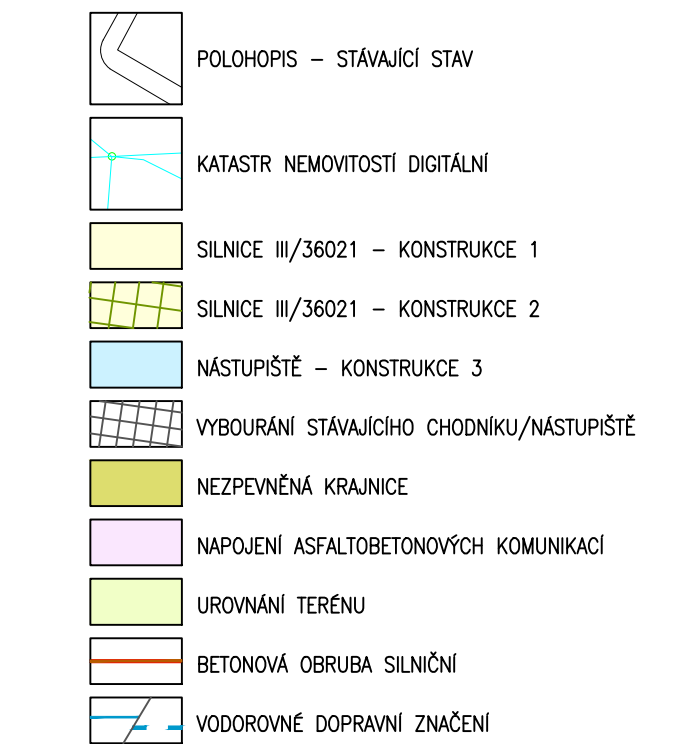 POLOHOPIS – STÁVAJÍCÍ STAV
KATASTR NEMOVITOSTÍ DIGITÁLNÍ
SILNICE III/36021 – KONSTRUKCE 1
SILNICE III/36021 – KONSTRUKCE 2
NÁSTUPIŠTĚ – KONSTRUKCE 3
VYBOURÁNÍ STÁVAJÍCÍHO CHODNÍKU/NÁSTUPIŠTĚ
NEZPEVNĚNÁ KRAJNICE
NAPOJENÍ ASFALTOBETONOVÝCH KOMUNIKACÍ
UROVNÁNÍ TERÉNU
BETONOVÁ OBRUBA SILNIČNÍ
VODOROVNÉ DOPRAVNÍ ZNAČENÍ